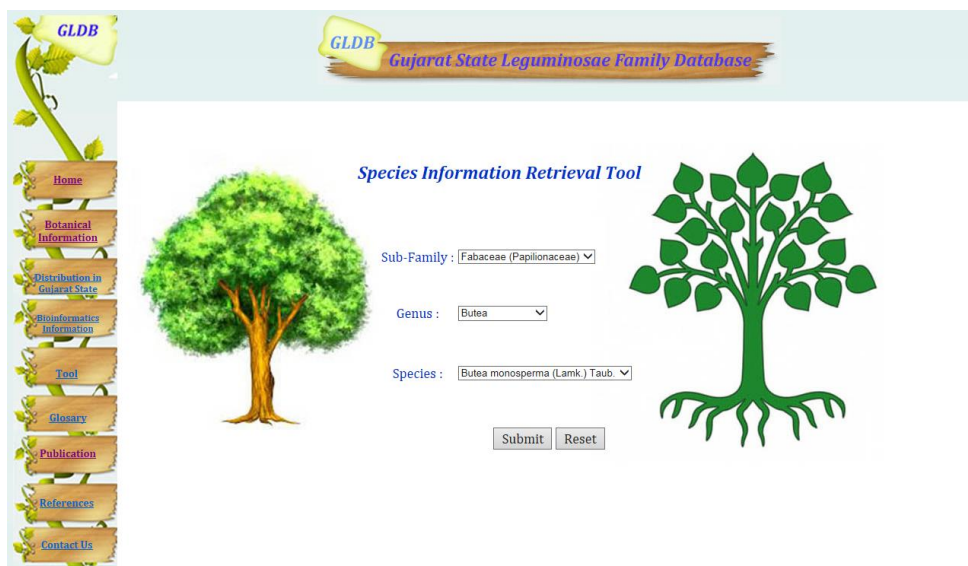 GLDB
GLDB
Gujarat State Leguminosae Family Database
Home
Botanical
Information
Distribution in
Gujarat State
Bioinformatics
Information
Tool
Glosary
Publication
References
Contact Us
Species Information Retrieval Tool
Sub-Family : Fabaceae (Papilionaceae)
Genus : Butea
Species : Butea monosperma (Lamk.) Taub.
Submit Reset